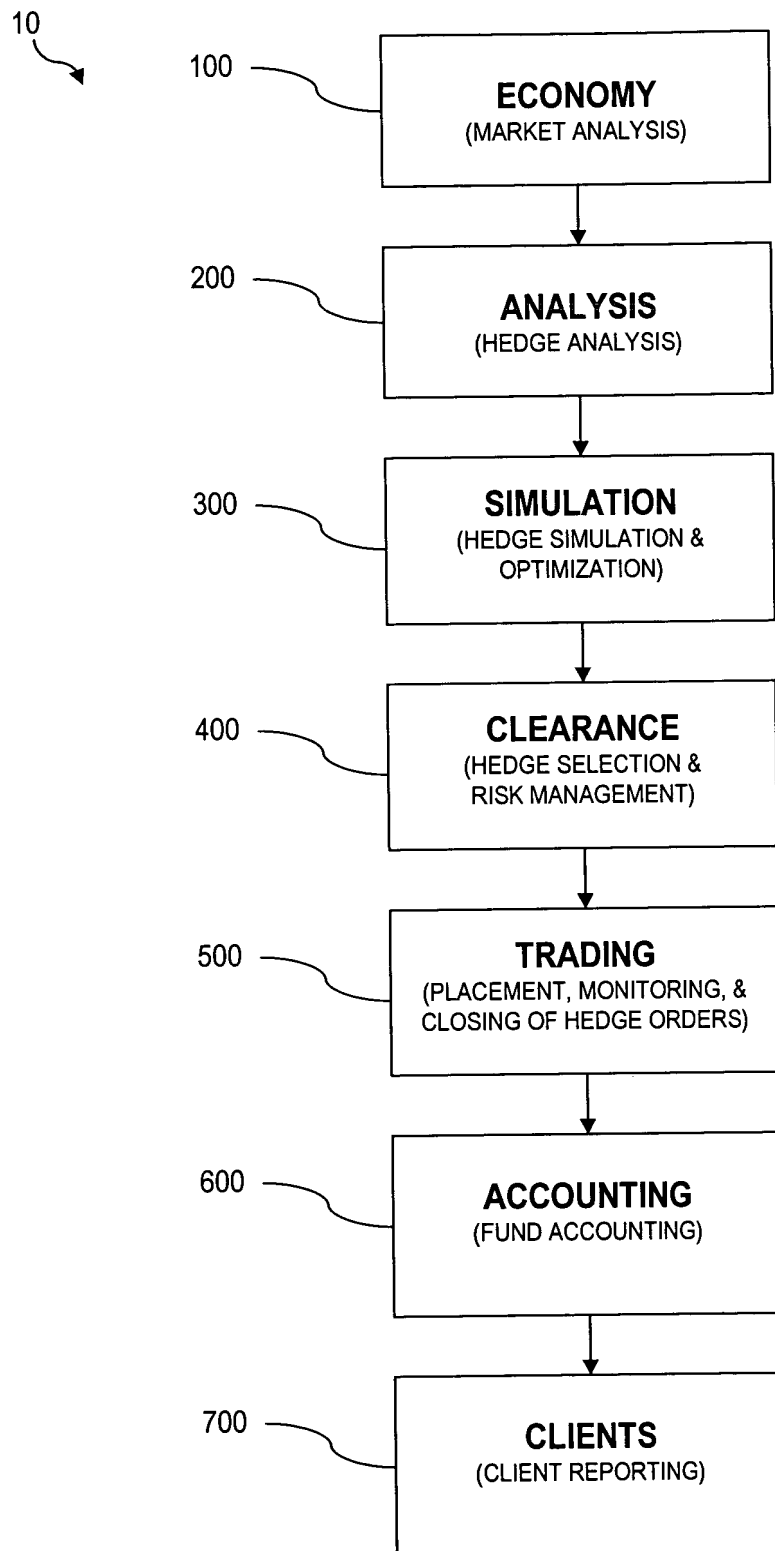 10
100
ECONOMY
(MARKET ANALYSIS)
200
ANALYSIS
(HEDGE ANALYSIS)
300
SIMULATION
(HEDGE SIMULATION &
OPTIMIZATION)
400
CLEARANCE
(HEDGE SELECTION &
RISK MANAGEMENT)
500
TRADING
(PLACEMENT, MONITORING, &
CLOSING OF HEDGE ORDERS)
600
ACCOUNTING
(FUND ACCOUNTING)
700
CLIENTS
(CLIENT REPORTING)